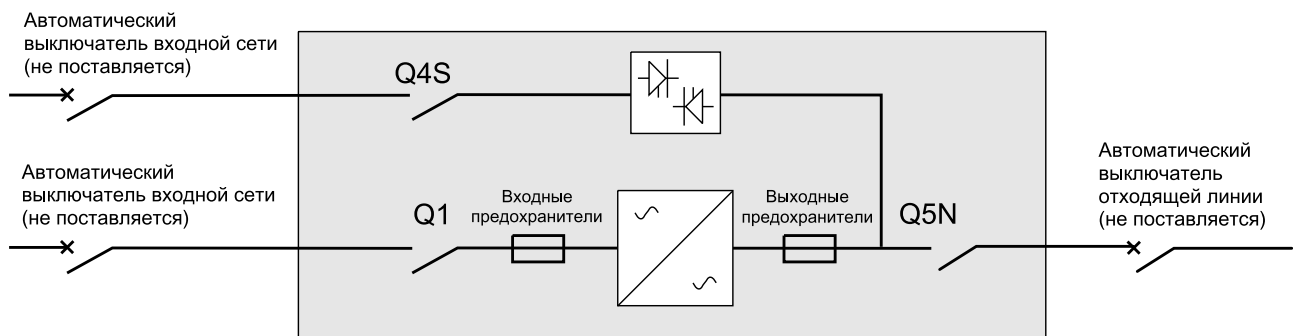 Автоматический
выключатель входной сети
(не поставляется)
Q4S
Автоматический
выключатель входной сети
(не поставляется)
Q1
Входные
предохранители
Выходные
предохранители
Q5N
Автоматический
выключатель
отходящей линии
(не поставляется)